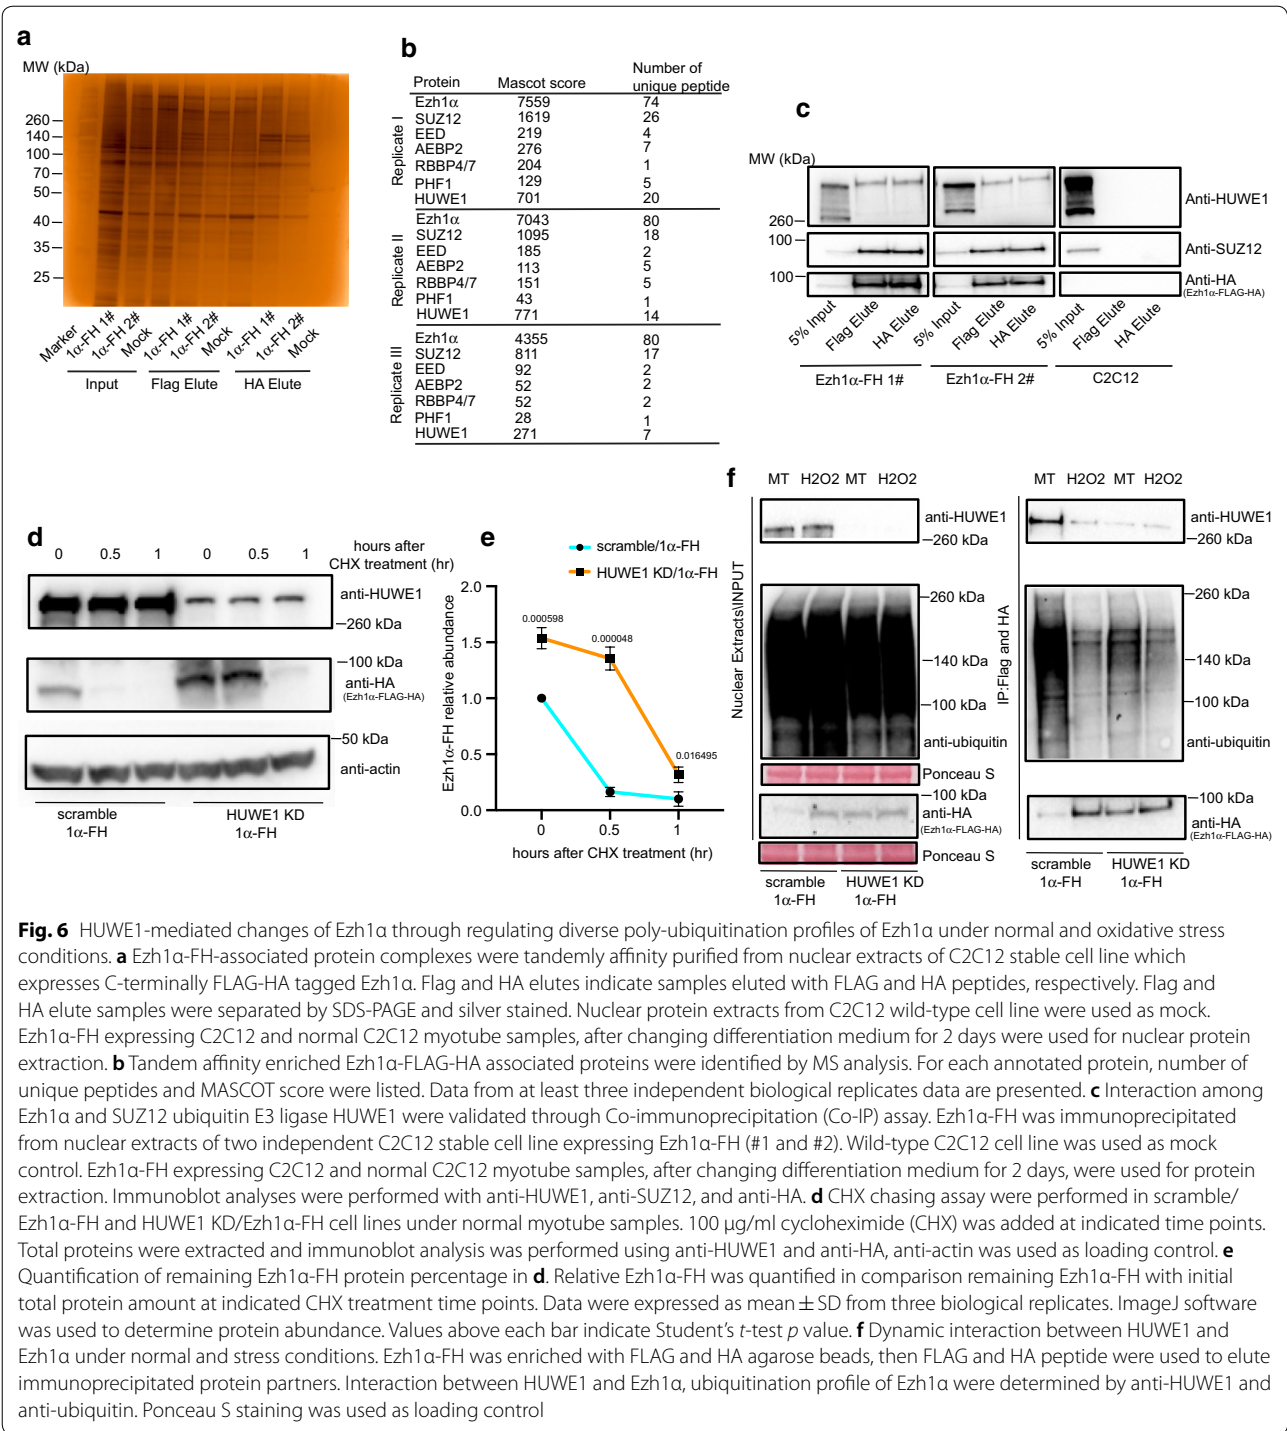 a
MW (kDa)
260
140
100
70
50
40
35
25
Marker
1α-FH 1#
1α-FH 2#
Mock
1α-FH 1#
1α-FH 2#
Mock
1α-FH 1#
1α-FH 2#
Mock
Input
Flag Elute
HA Elute
b
Protein Mascot score Number of unique peptide
Replicate I
Ezh1α 7559 74
SUZ12 1619 26
EED 219 4
AEBP2 276 7
RBBP4/7 204 1
PHF1 129 5
HUWE1 701 20
Replicate II
Ezh1α 7043 80
SUZ12 1095 18
EED 185 2
AEBP2 113 5
RBBP4/7 151 5
PHF1 43 1
HUWE1 771 14
Replicate III
Ezh1α 4355 80
SUZ12 811 17
EED 92 2
AEBP2 52 2
RBBP4/7 52 2
PHF1 28 1
HUWE1 271 7
c
MW (kDa)
260
100
100
Anti-HUWE1
Anti-SUZ12
Anti-HA
(Ezh1α-FLAG-HA)
5% Input
Flag Elute
HA Elute
5% Input
Flag Elute
HA Elute
5% Input
Flag Elute
HA Elute
Ezh1α-FH 1#
Ezh1α-FH 2#
C2C12
d
0 0.5 1 0 0.5 1
hours after
CHX treatment (hr)
anti-HUWE1
260 kDa
100 kDa
anti-HA
(Ezh1α-FLAG-HA)
50 kDa
anti-actin
scramble
1α-FH
HUWE1 KD
1α-FH
e
scramble/1α-FH
HUWE1 KD/1α-FH
Ezh1α-FH relative abundance
2.0
1.5
1.0
0.5
0.0
0.000598
0.000048
0.016495
0 0.5 1
hours after CHX treatment (hr)
f
MT H2O2 MT H2O2
Nuclear Extracts\INPUT
anti-HUWE1
260 kDa
260 kDa
140 kDa
100 kDa
anti-ubiquitin
Ponceau S
100 kDa
anti-HA
(Ezh1α-FLAG-HA)
Ponceau S
scramble
1α-FH
HUWE1 KD
1α-FH
MT H2O2 MT H2O2
IP:Flag and HA
anti-HUWE1
260 kDa
260 kDa
140 kDa
100 kDa
anti-ubiquitin
100 kDa
anti-HA
(Ezh1α-FLAG-HA)
scramble
1α-FH
HUWE1 KD
1α-FH
Fig. 6 HUWE1-mediated changes of Ezh1α through regulating diverse poly-ubiquitination profiles of Ezh1α under normal and oxidative stress
conditions. a Ezh1α-FH-associated protein complexes were tandemly affinity purified from nuclear extracts of C2C12 stable cell line which
expresses C-terminally FLAG-HA tagged Ezh1α. Flag and HA elutes indicate samples eluted with FLAG and HA peptides, respectively. Flag and
HA elute samples were separated by SDS-PAGE and silver stained. Nuclear protein extracts from C2C12 wild-type cell line were used as mock.
Ezh1α-FH expressing C2C12 and normal C2C12 myotube samples, after changing differentiation medium for 2 days were used for nuclear protein
extraction. b Tandem affinity enriched Ezh1α-FLAG-HA associated proteins were identified by MS analysis. For each annotated protein, number of
unique peptides and MASCOT score were listed. Data from at least three independent biological replicates data are presented. c Interaction among
Ezh1α and SUZ12 ubiquitin E3 ligase HUWE1 were validated through Co-immunoprecipitation (Co-IP) assay. Ezh1α-FH was immunoprecipitated
from nuclear extracts of two independent C2C12 stable cell line expressing Ezh1α-FH (#1 and #2). Wild-type C2C12 cell line was used as mock
control. Ezh1α-FH expressing C2C12 and normal C2C12 myotube samples, after changing differentiation medium for 2 days, were used for protein
extraction. Immunoblot analyses were performed with anti-HUWE1, anti-SUZ12, and anti-HA. d CHX chasing assay were performed in scramble/
Ezh1α-FH and HUWE1 KD/Ezh1α-FH cell lines under normal myotube samples. 100 μg/ml cycloheximide (CHX) was added at indicated time points.
Total proteins were extracted and immunoblot analysis was performed using anti-HUWE1 and anti-HA, anti-actin was used as loading control. e
Quantification of remaining Ezh1α-FH protein percentage in d. Relative Ezh1α-FH was quantified in comparison remaining Ezh1α-FH with initial
total protein amount at indicated CHX treatment time points. Data were expressed as mean ± SD from three biological replicates. ImageJ software
was used to determine protein abundance. Values above each bar indicate Student's t-test p value. f Dynamic interaction between HUWE1 and
Ezh1α under normal and stress conditions. Ezh1α-FH was enriched with FLAG and HA agarose beads, then FLAG and HA peptide were used to elute
immunoprecipitated protein partners. Interaction between HUWE1 and Ezh1α, ubiquitination profile of Ezh1α were determined by anti-HUWE1 and
anti-ubiquitin. Ponceau S staining was used as loading control